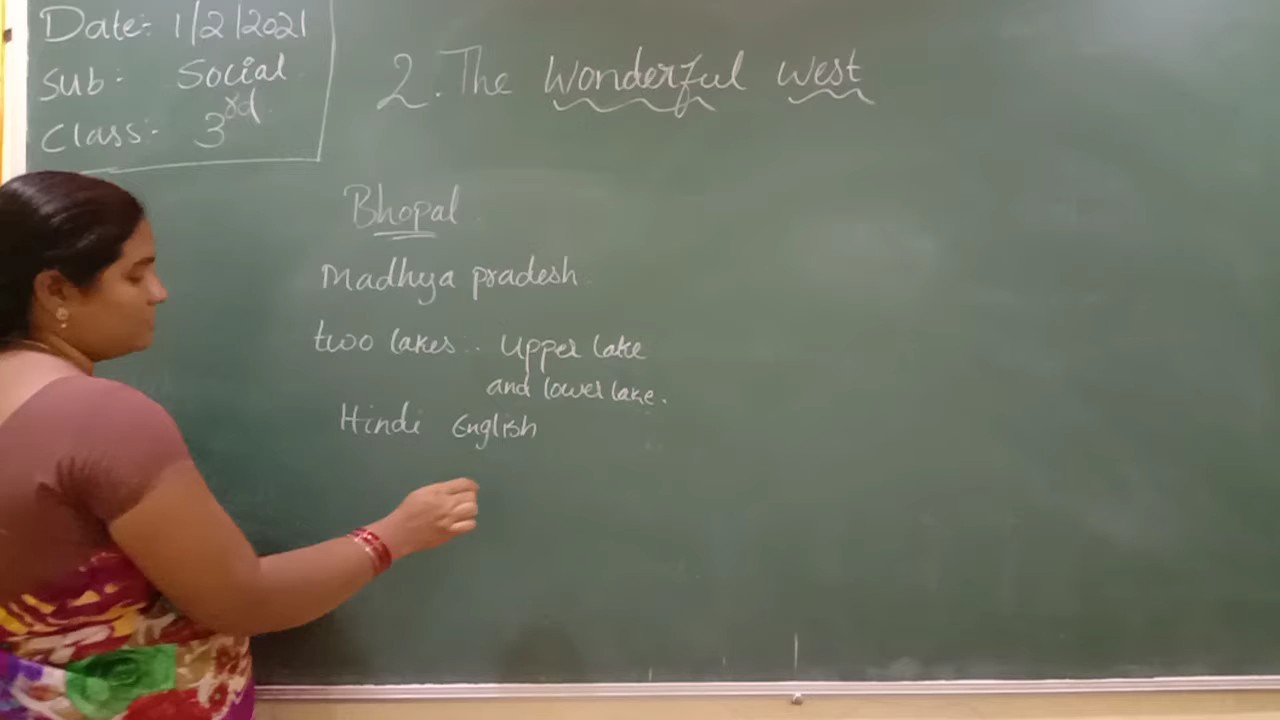 Date:- 1/2/2021
Sub: Social
Class:- 3rd
2. The Wonderful West
Bhopal
Madhya pradesh
two lakes:- Upper lake
and lower lake.
Hindi English